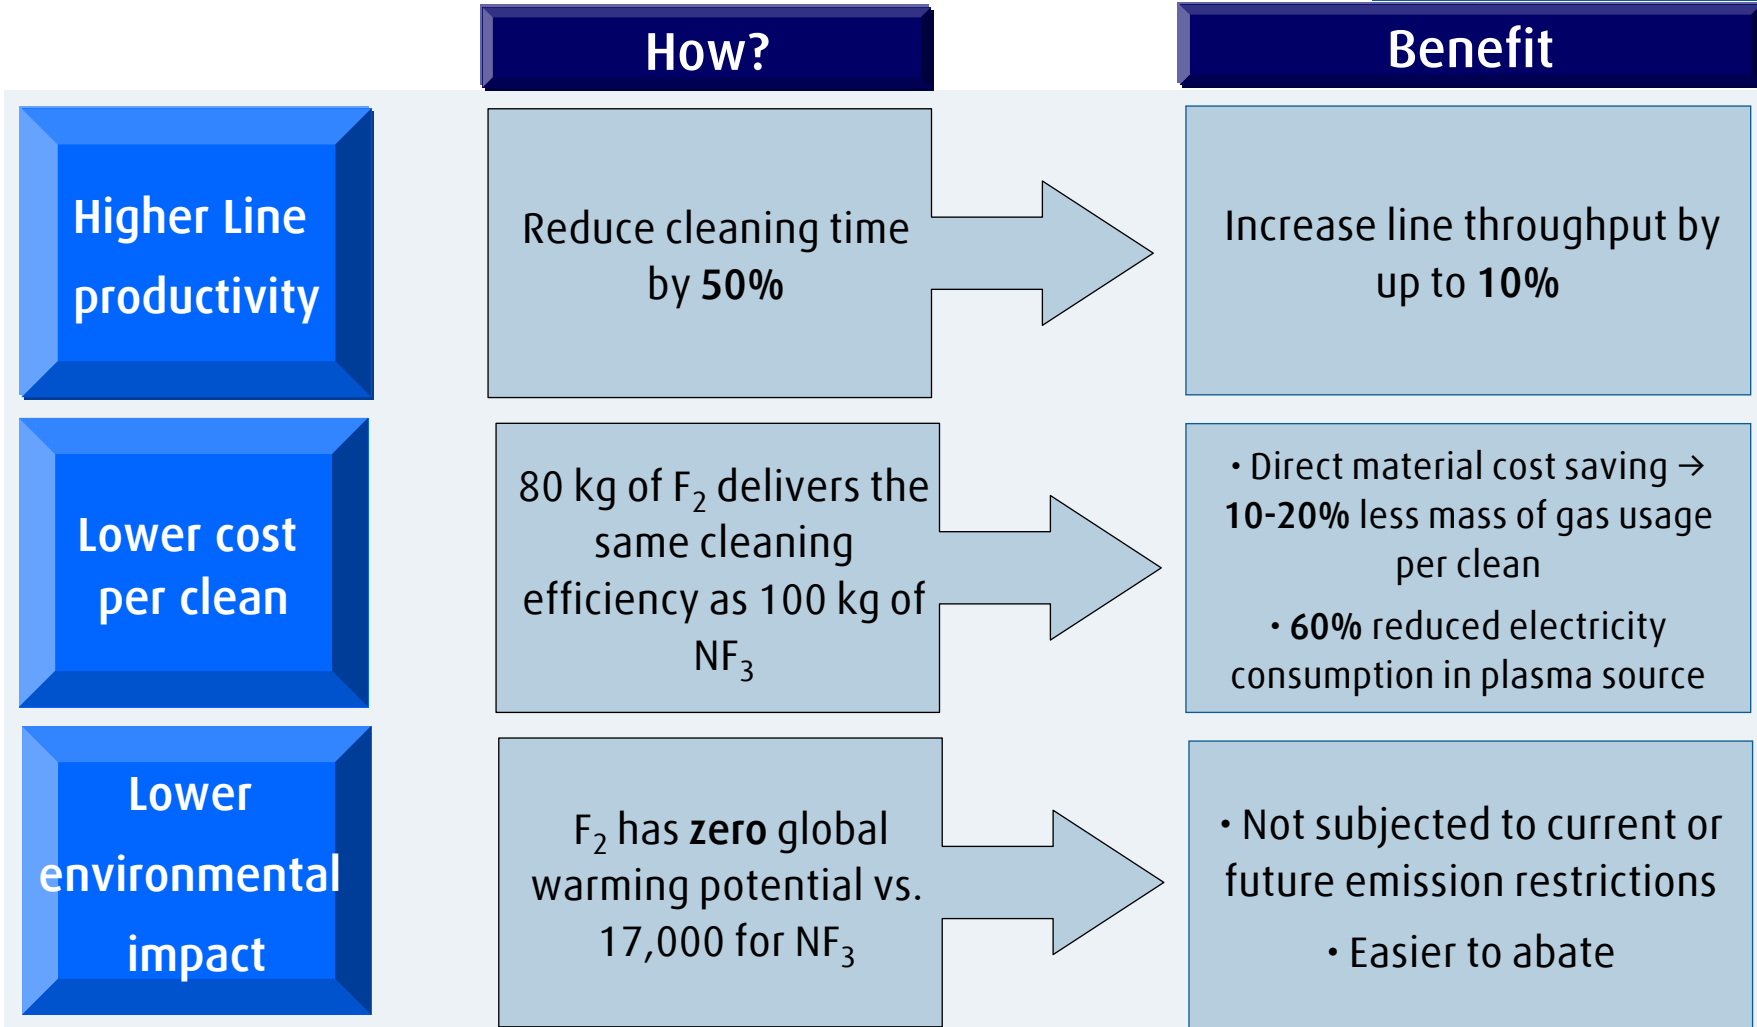 How?
Benefit
Higher Line
productivity
Reduce cleaning time
by 50%
Increase line throughput by
up to 10%
Lower cost
per clean
80 kg of F₂ delivers the
same cleaning
efficiency as 100 kg of
NF₃
• Direct material cost saving →
10-20% less mass of gas usage
per clean
• 60% reduced electricity
consumption in plasma source
Lower
environmental
impact
F₂ has zero global
warming potential vs.
17,000 for NF₃
• Not subjected to current or
future emission restrictions
• Easier to abate